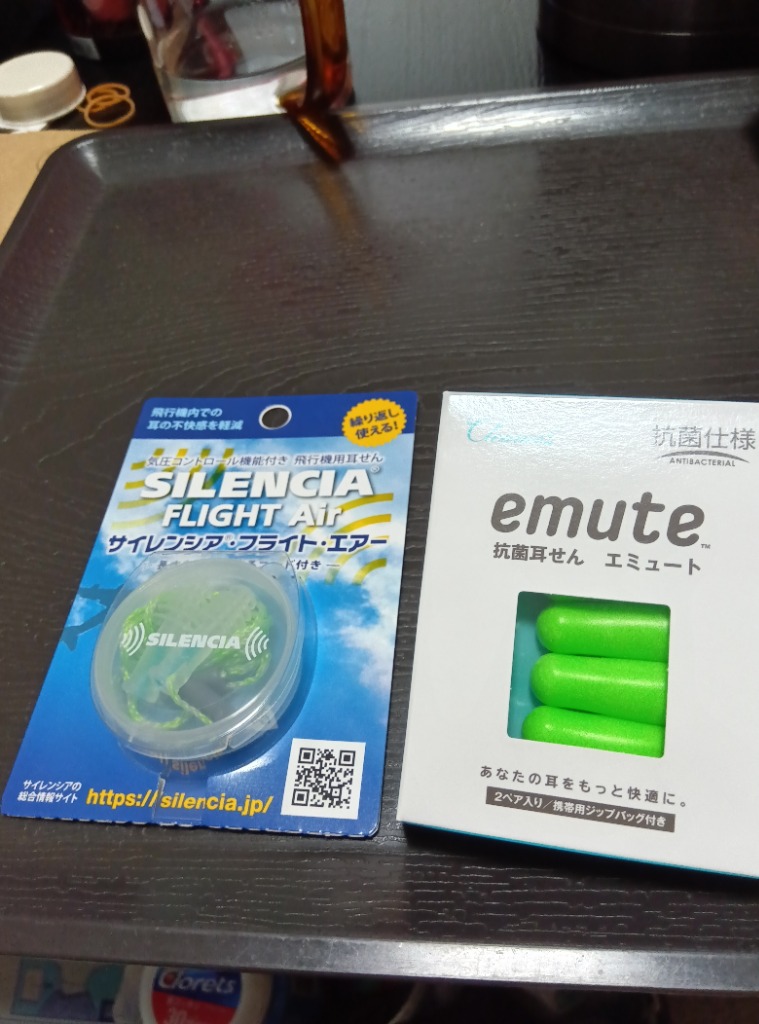 飛行機内での
耳の不快感を軽減
繰り返し
使える!
気圧コントロール機能付き 飛行機用耳せん
SILENCIA®
FLIGHT Air
サイレンシア®・フライト・エアー
ド付き
SILENCIA
サイレンシアの
総合情報サイト
https://silencia.jp/
抗菌仕様
ANTIBACTERIAL
emute™
抗菌耳せん エミュート
あなたの耳をもっと快適に。
2ペア入り/携帯用ジップバッグ付き
Clorets